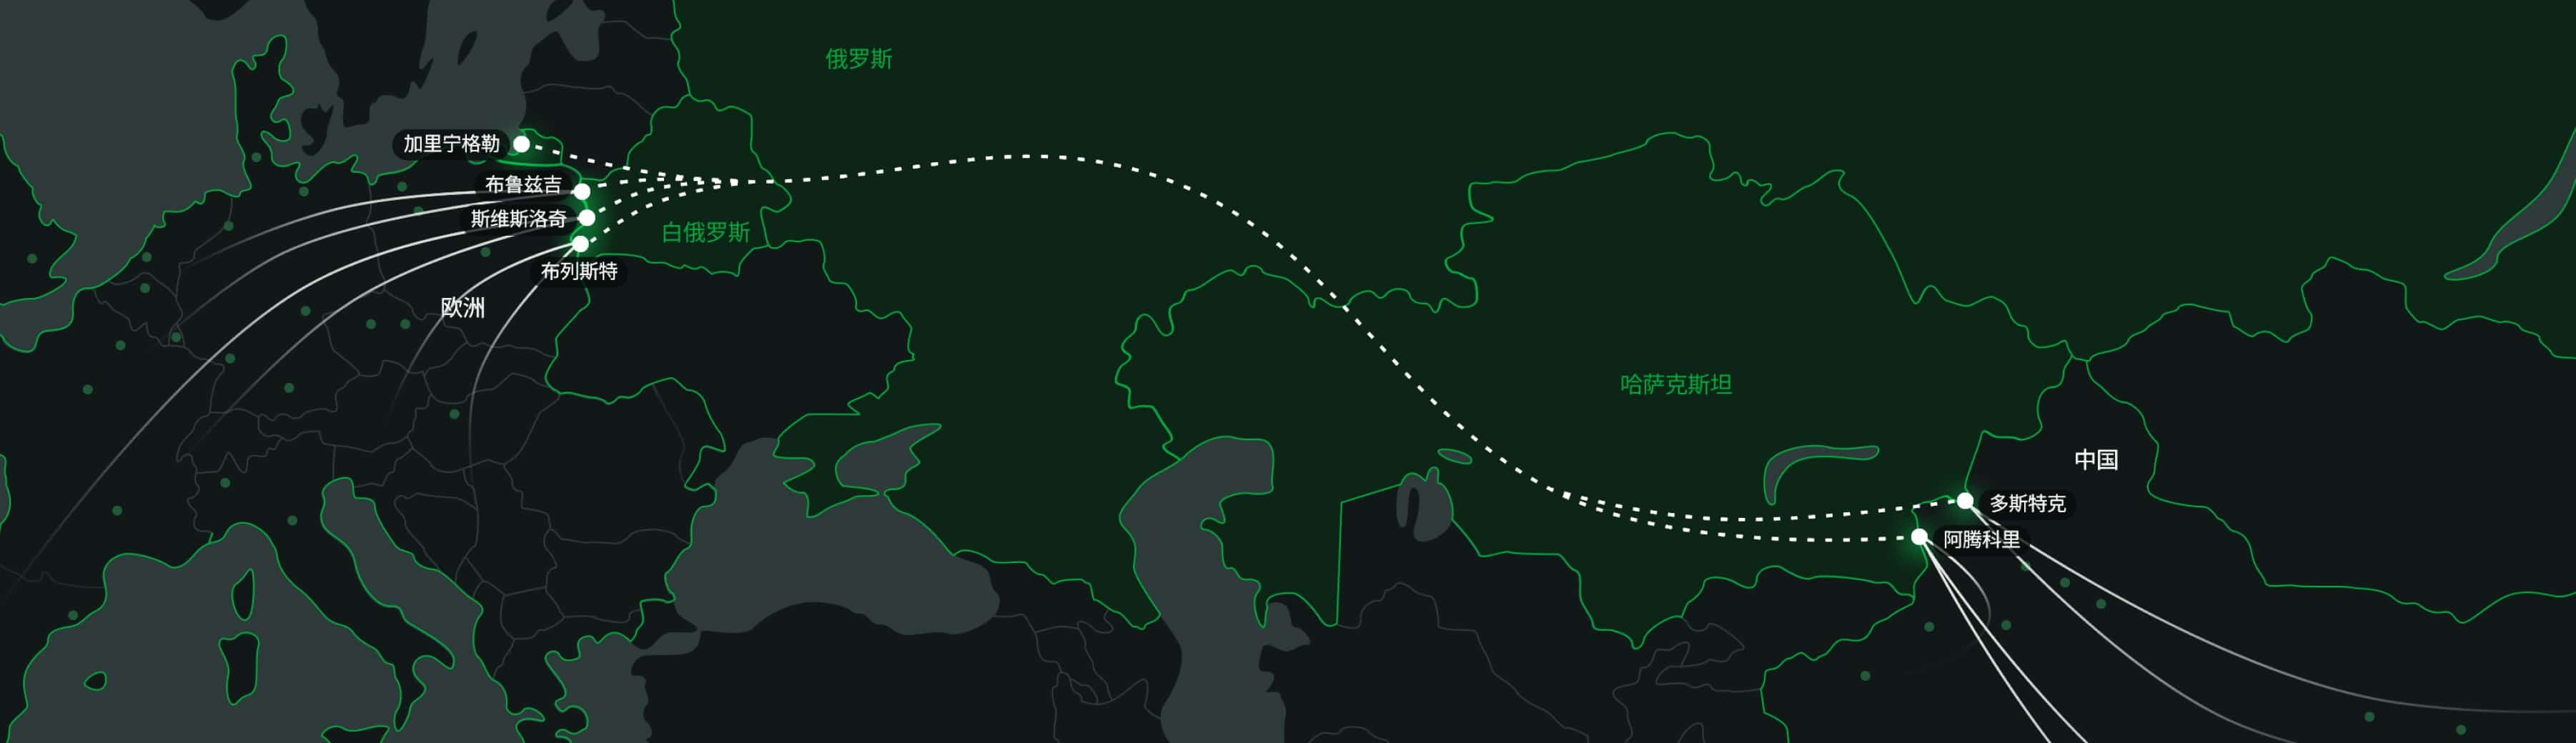 俄罗斯
加里宁格勒
布鲁兹吉
斯维斯洛奇
白俄罗斯
布列斯特
欧洲
哈萨克斯坦
中国
多斯特克
阿腾科里